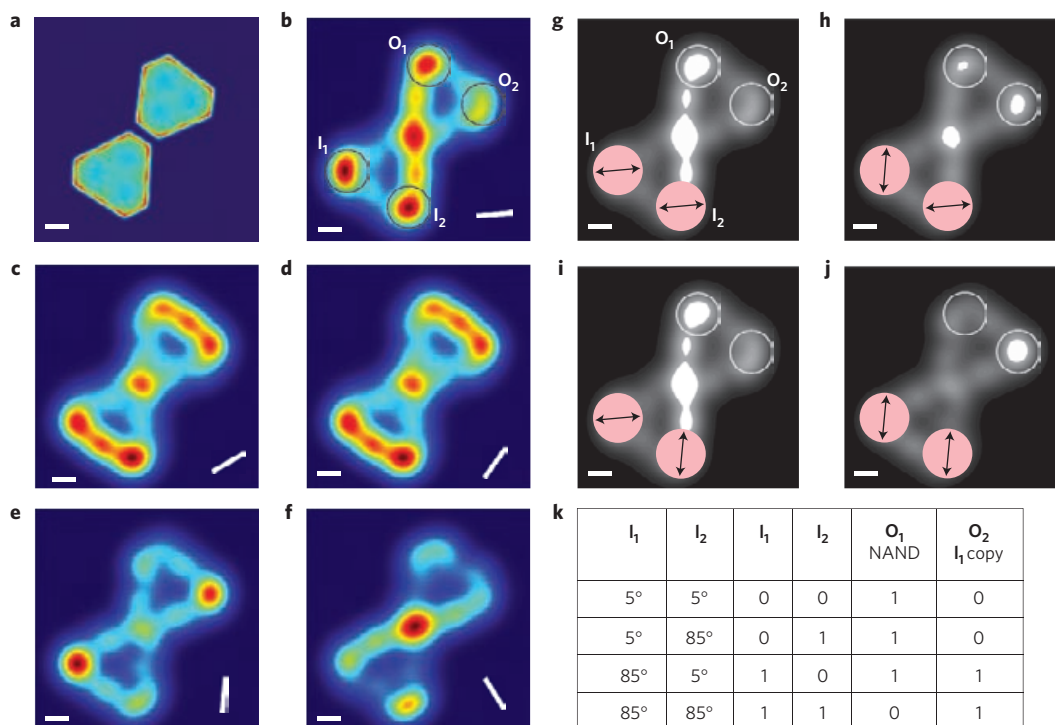 a
b
O₁
O₂
I₁
I₂
g
O₁
O₂
I₁
I₂
h
c
d
i
j
e
f
k
I₁ I₂ I₁ I₂ O₁ O₂
NAND I₁ copy
5° 5° 0 0 1 0
5° 85° 0 1 1 0
85° 5° 1 0 1 1
85° 85° 1 1 0 1